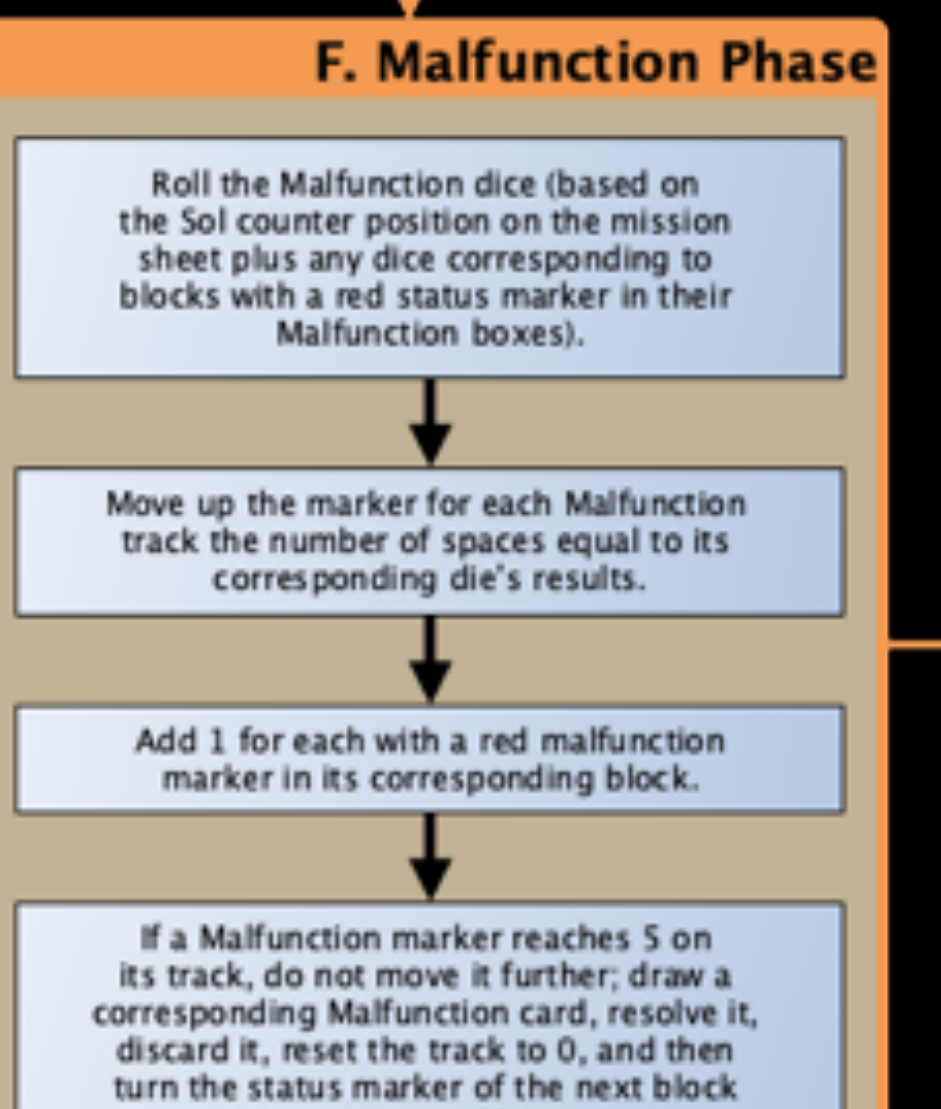 F. Malfunction Phase
Roll the Malfunction dice (based on
the Sol counter position on the mission
sheet plus any dice corresponding to
blocks with a red status marker in their
Malfunction boxes).
Move up the marker for each Malfunction
track the number of spaces equal to its
corresponding die's results.
Add 1 for each with a red malfunction
marker in its corresponding block.
If a Malfunction marker reaches 5 on
its track, do not move it further; draw a
corresponding Malfunction card, resolve it,
discard it, reset the track to 0, and then
turn the status marker of the next block